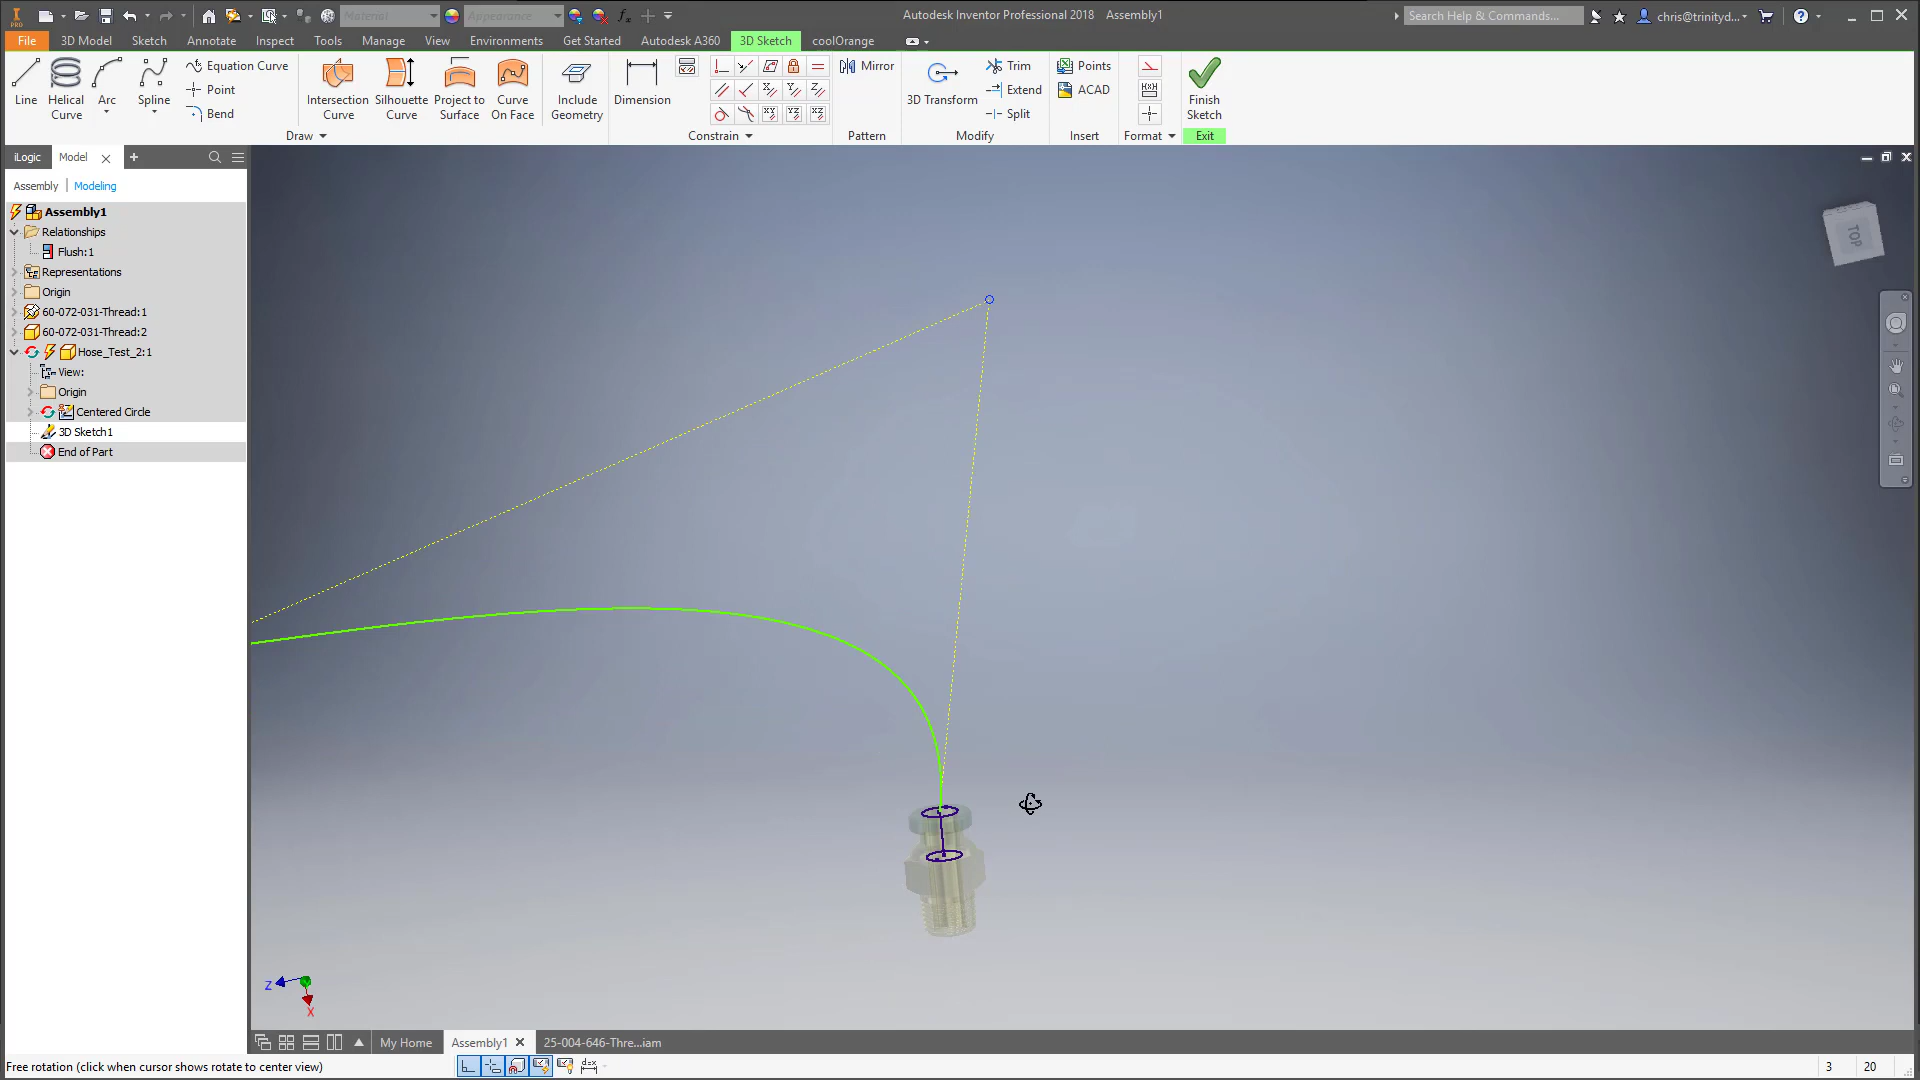 PRO
Material
Appearance
Autodesk Inventor Professional 2018 Assembly1
Search Help & Commands...
chris@trinityd...
File
3D Model
Sketch
Annotate
Inspect
Tools
Manage
View
Environments
Get Started
Autodesk A360
3D Sketch
coolOrange
Line
Helical Curve
Arc
Spline
Equation Curve
Point
Bend
Intersection Curve
Silhouette Curve
Project to Surface
Curve On Face
Include Geometry
Dimension
Mirror
3D Transform
Trim
Extend
Split
Points
ACAD
Finish Sketch
Draw
Constrain
Pattern
Modify
Insert
Format
Exit
iLogic
Model
Assembly
Modeling
Assembly1
Relationships
Flush:1
Representations
Origin
60-072-031-Thread:1
60-072-031-Thread:2
Hose_Test_2:1
View:
Origin
Centered Circle
3D Sketch1
End of Part
TOP
Z
X
My Home
Assembly1
25-004-646-Thre...iam
Free rotation (click when cursor shows rotate to center view)
3
20